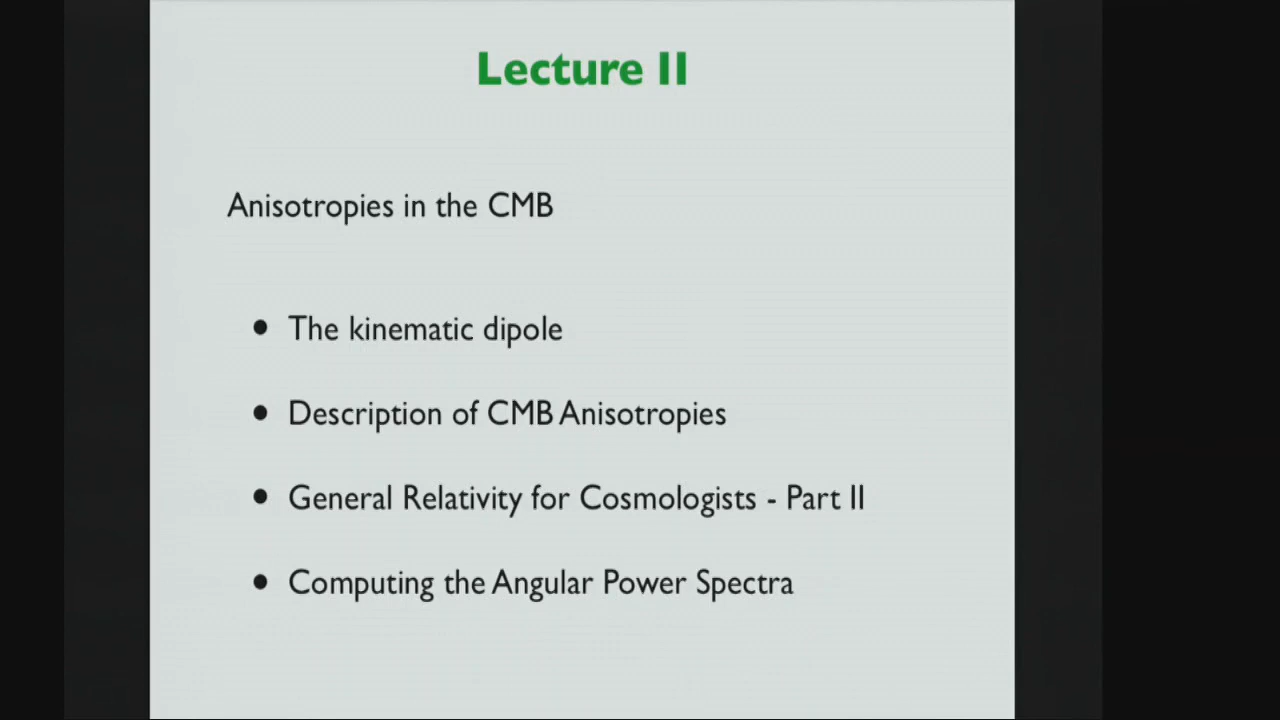 Lecture II
Anisotropies in the CMB
• The kinematic dipole
• Description of CMB Anisotropies
• General Relativity for Cosmologists - Part II
• Computing the Angular Power Spectra